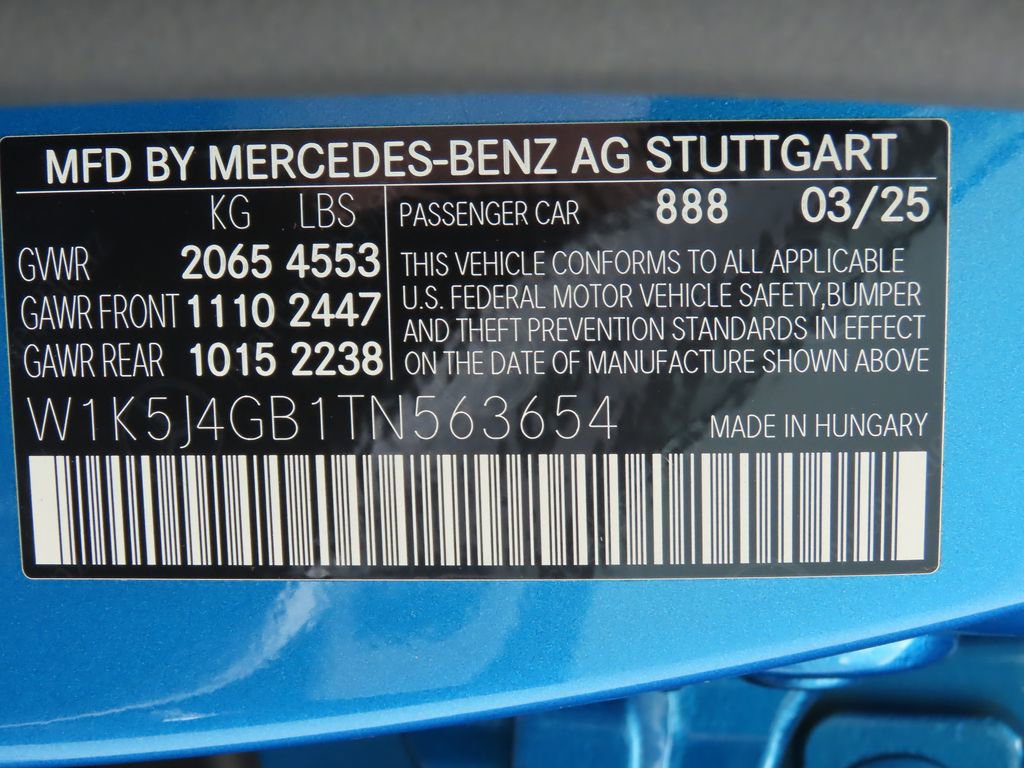 MFD BY MERCEDES-BENZ AG STUTTGART
KG LBS
GVWR 2065 4553
GAWR FRONT 1110 2447
GAWR REAR 1015 2238
PASSENGER CAR 888 03/25
THIS VEHICLE CONFORMS TO ALL APPLICABLE
U.S. FEDERAL MOTOR VEHICLE SAFETY,BUMPER
AND THEFT PREVENTION STANDARDS IN EFFECT
ON THE DATE OF MANUFACTURE SHOWN ABOVE
W1K5J4GB1TN563654
MADE IN HUNGARY